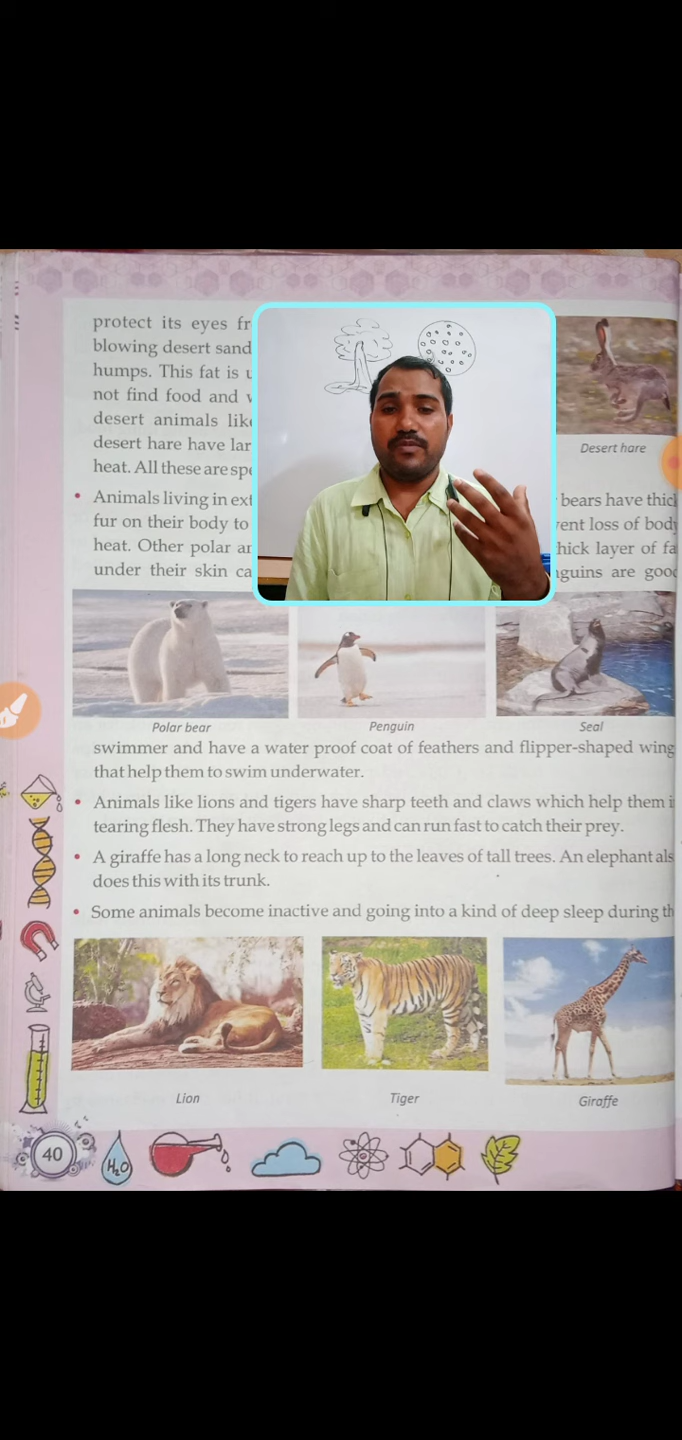 protect its eyes fr
blowing desert sand
humps. This fat is u
not find food and w
desert animals like
desert hare have lar
heat. All these are spe
Desert hare
• Animals living in ext bears have thick
fur on their body to vent loss of body
heat. Other polar an thick layer of fa
under their skin ca nguins are good
Polar bear
Penguin
Seal
swimmer and have a water proof coat of feathers and flipper-shaped wing
that help them to swim underwater.
• Animals like lions and tigers have sharp teeth and claws which help them i
tearing flesh. They have strong legs and can run fast to catch their prey.
• A giraffe has a long neck to reach up to the leaves of tall trees. An elephant als
does this with its trunk.
• Some animals become inactive and going into a kind of deep sleep during th
Lion
Tiger
Giraffe
40
H2O